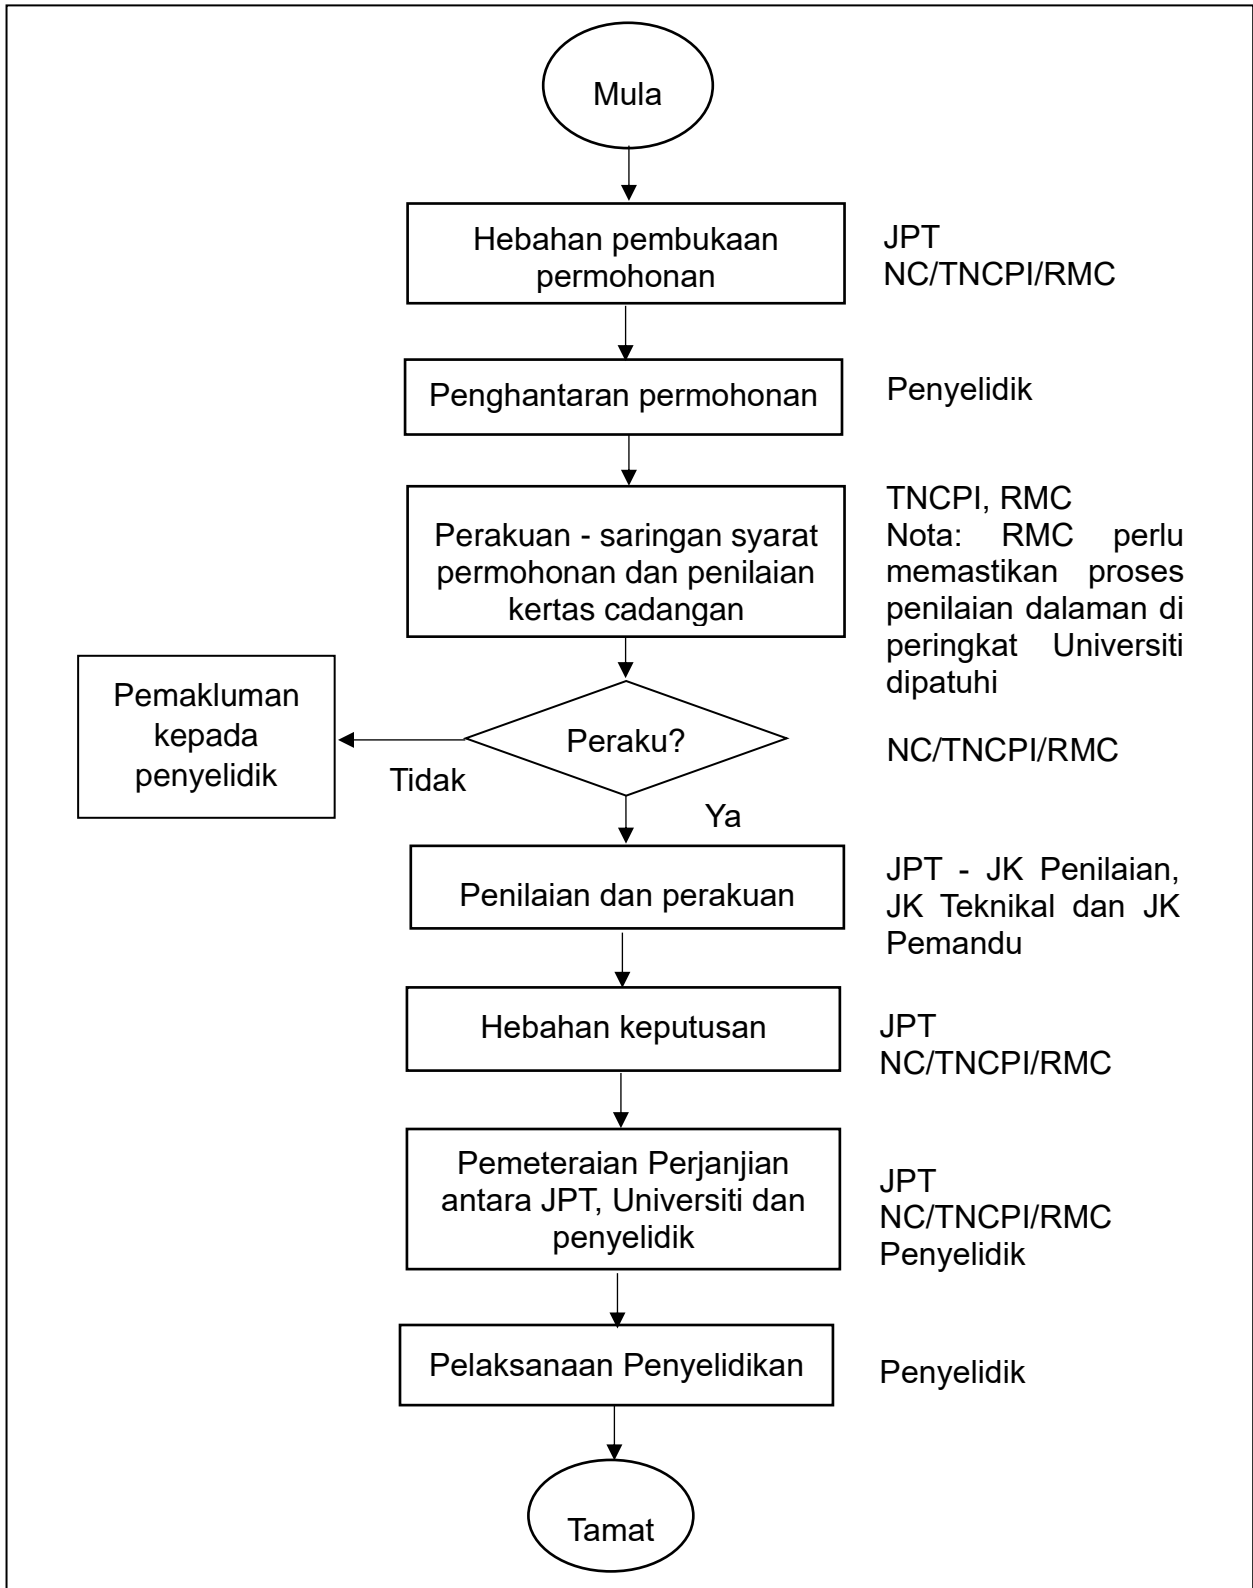 Mula
Hebahan pembukaan
permohonan
JPT
NC/TNCPI/RMC
Penghantaran permohonan
Penyelidik
Perakuan - saringan syarat
permohonan dan penilaian
kertas cadangan
TNCPI, RMC
Nota: RMC perlu
memastikan proses
penilaian dalaman di
peringkat Universiti
dipatuhi
Pemakluman
kepada
penyelidik
Tidak
Peraku?
NC/TNCPI/RMC
Ya
Penilaian dan perakuan
JPT - JK Penilaian,
JK Teknikal dan JK
Pemandu
Hebahan keputusan
JPT
NC/TNCPI/RMC
Pemeteraian Perjanjian
antara JPT, Universiti dan
penyelidik
JPT
NC/TNCPI/RMC
Penyelidik
Pelaksanaan Penyelidikan
Penyelidik
Tamat